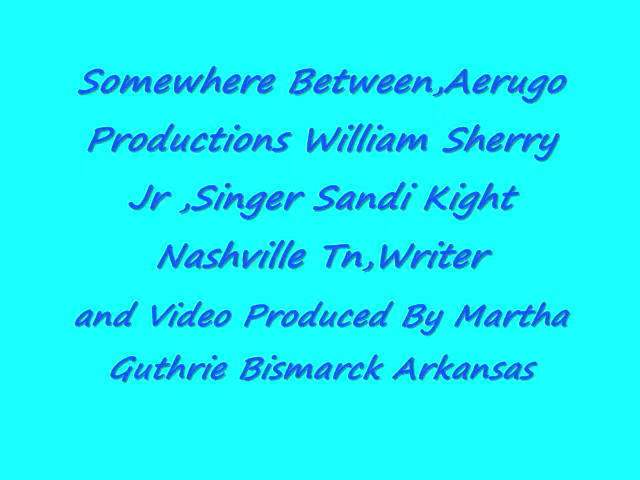 Somewhere Between,Aerugo
Productions William Sherry
Jr ,Singer Sandi Kight
Nashville Tn,Writer
and Video Produced By Martha
Guthrie Bismarck Arkansas